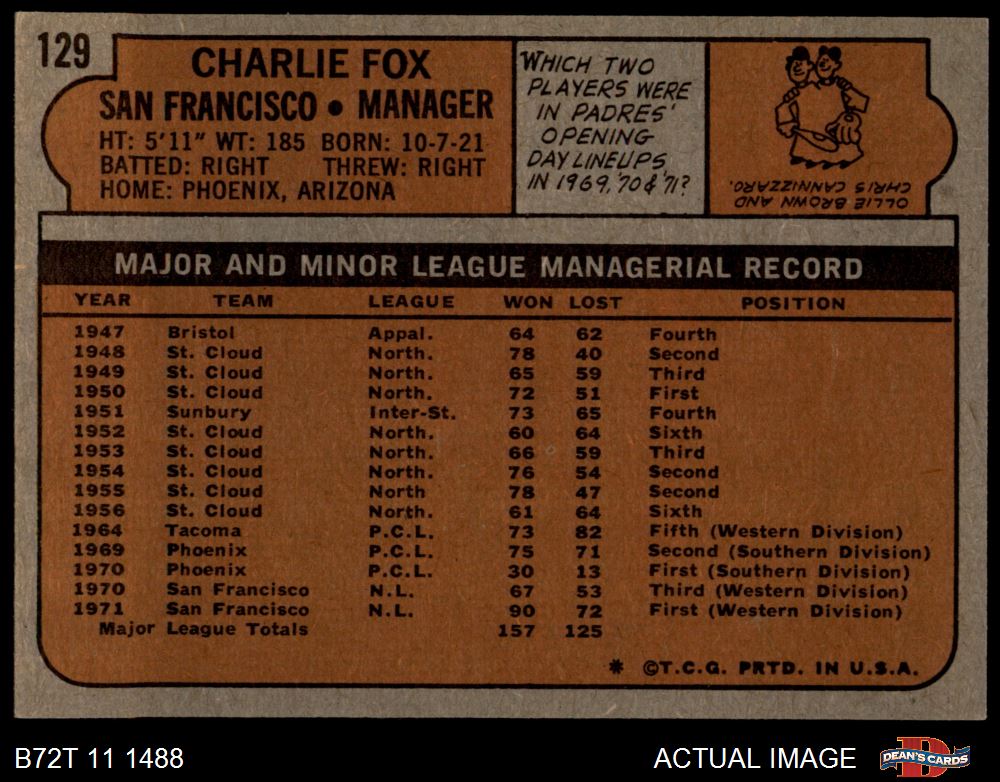 129
CHARLIE FOX
SAN FRANCISCO • MANAGER
HT: 5'11" WT: 185 BORN: 10-7-21
BATTED: RIGHT THREW: RIGHT
HOME: PHOENIX, ARIZONA
WHICH TWO
PLAYERS WERE
IN PADRES'
OPENING
DAY LINEUPS
IN 1969, '70 & '71?
OLLIE BROWN AND
CHRIS CANNIZZARO.
MAJOR AND MINOR LEAGUE MANAGERIAL RECORD
YEAR TEAM LEAGUE WON LOST POSITION
1947 Bristol Appal. 64 62 Fourth
1948 St. Cloud North. 78 40 Second
1949 St. Cloud North. 65 59 Third
1950 St. Cloud North. 72 51 First
1951 Sunbury Inter-St. 73 65 Fourth
1952 St. Cloud North. 60 64 Sixth
1953 St. Cloud North. 66 59 Third
1954 St. Cloud North. 76 54 Second
1955 St. Cloud North 78 47 Second
1956 St. Cloud North. 61 64 Sixth
1964 Tacoma P.C.L. 73 82 Fifth (Western Division)
1969 Phoenix P.C.L. 75 71 Second (Southern Division)
1970 Phoenix P.C.L. 30 13 First (Southern Division)
1970 San Francisco N.L. 67 53 Third (Western Division)
1971 San Francisco N.L. 90 72 First (Western Division)
Major League Totals 157 125
* ©T.C.G. PRTD. IN U.S.A.
B72T 11 1488
ACTUAL IMAGE
DEAN'S CARDS